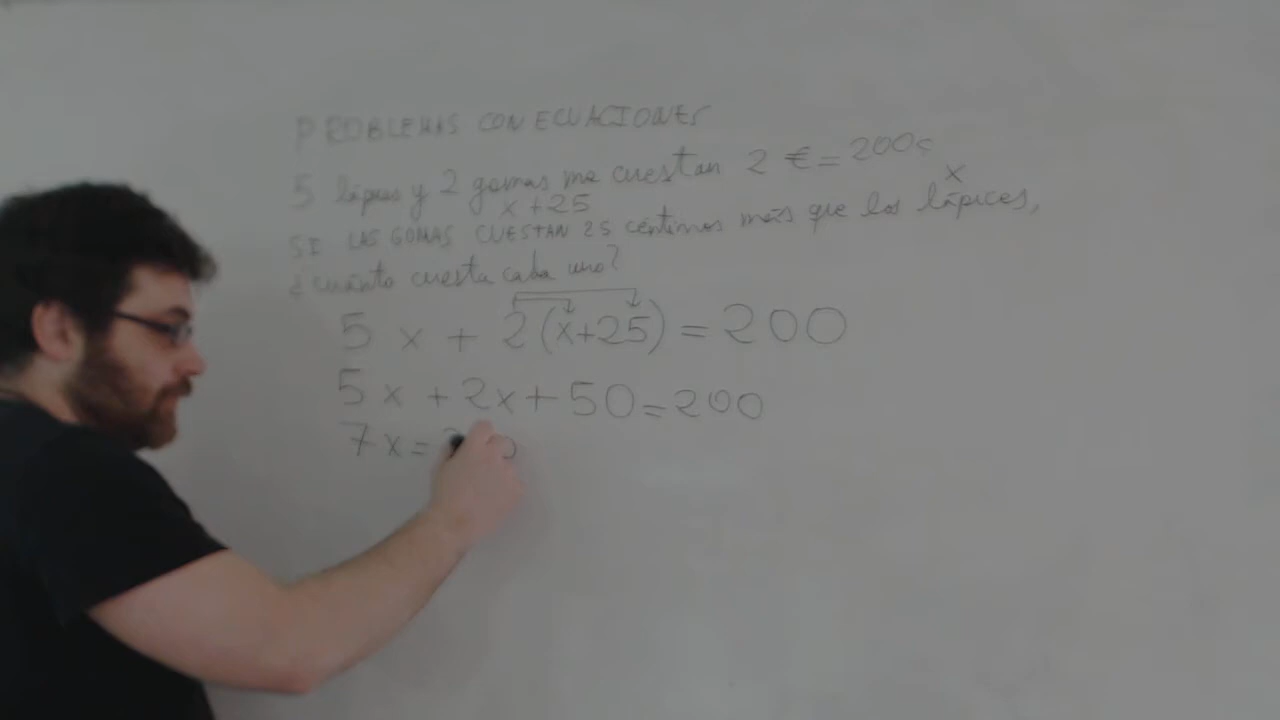 PROBLEMAS CON ECUACIONES
5 lápices y 2 gomas me cuestan 2 € = 200c
x+25 x
SI LAS GOMAS CUESTAN 25 céntimos más que los lápices,
¿cuánto cuesta cada uno?
5 x + 2(x+25) = 200
5x + 2x + 50 = 200
7x =